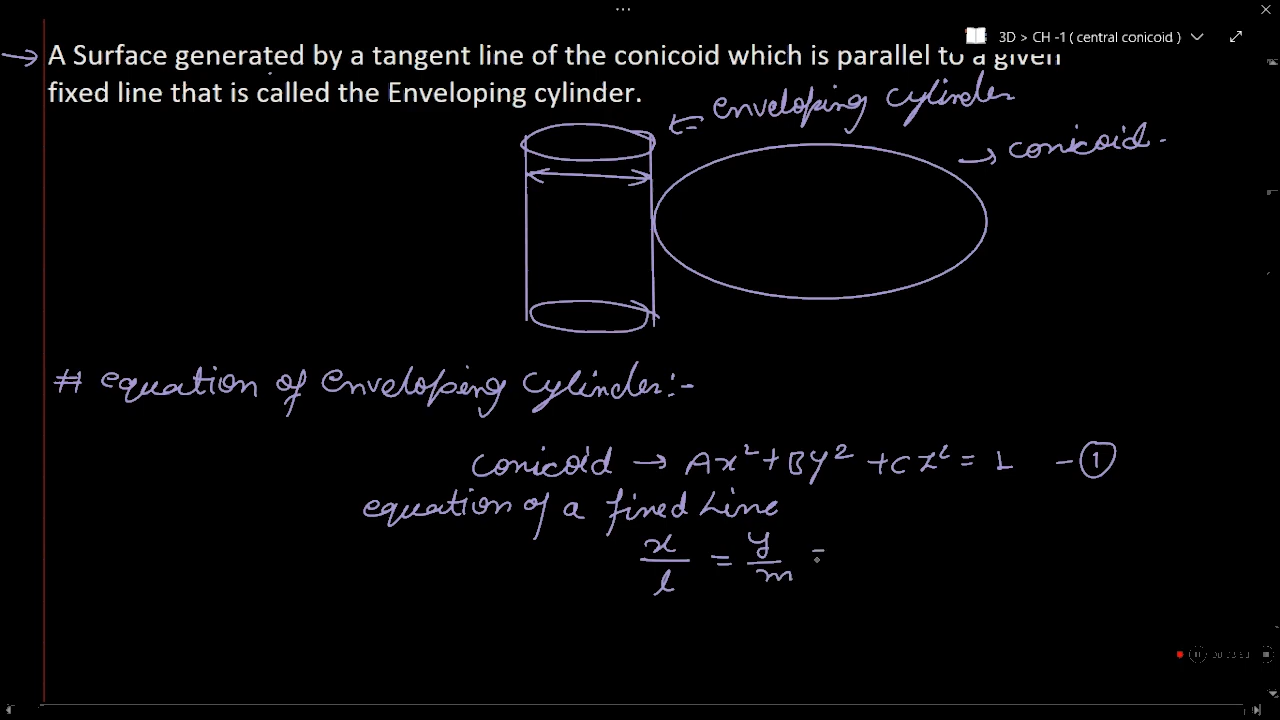 3D > CH -1 ( central conicoid )
A Surface generated by a tangent line of the conicoid which is parallel to a given
fixed line that is called the Enveloping cylinder.
enveloping cylinder
conicoid
# equation of enveloping cylinder:-
conicoid → Ax² + By² + Cz² = 1 - ①
equation of a fixed Line
x/l = y/m =